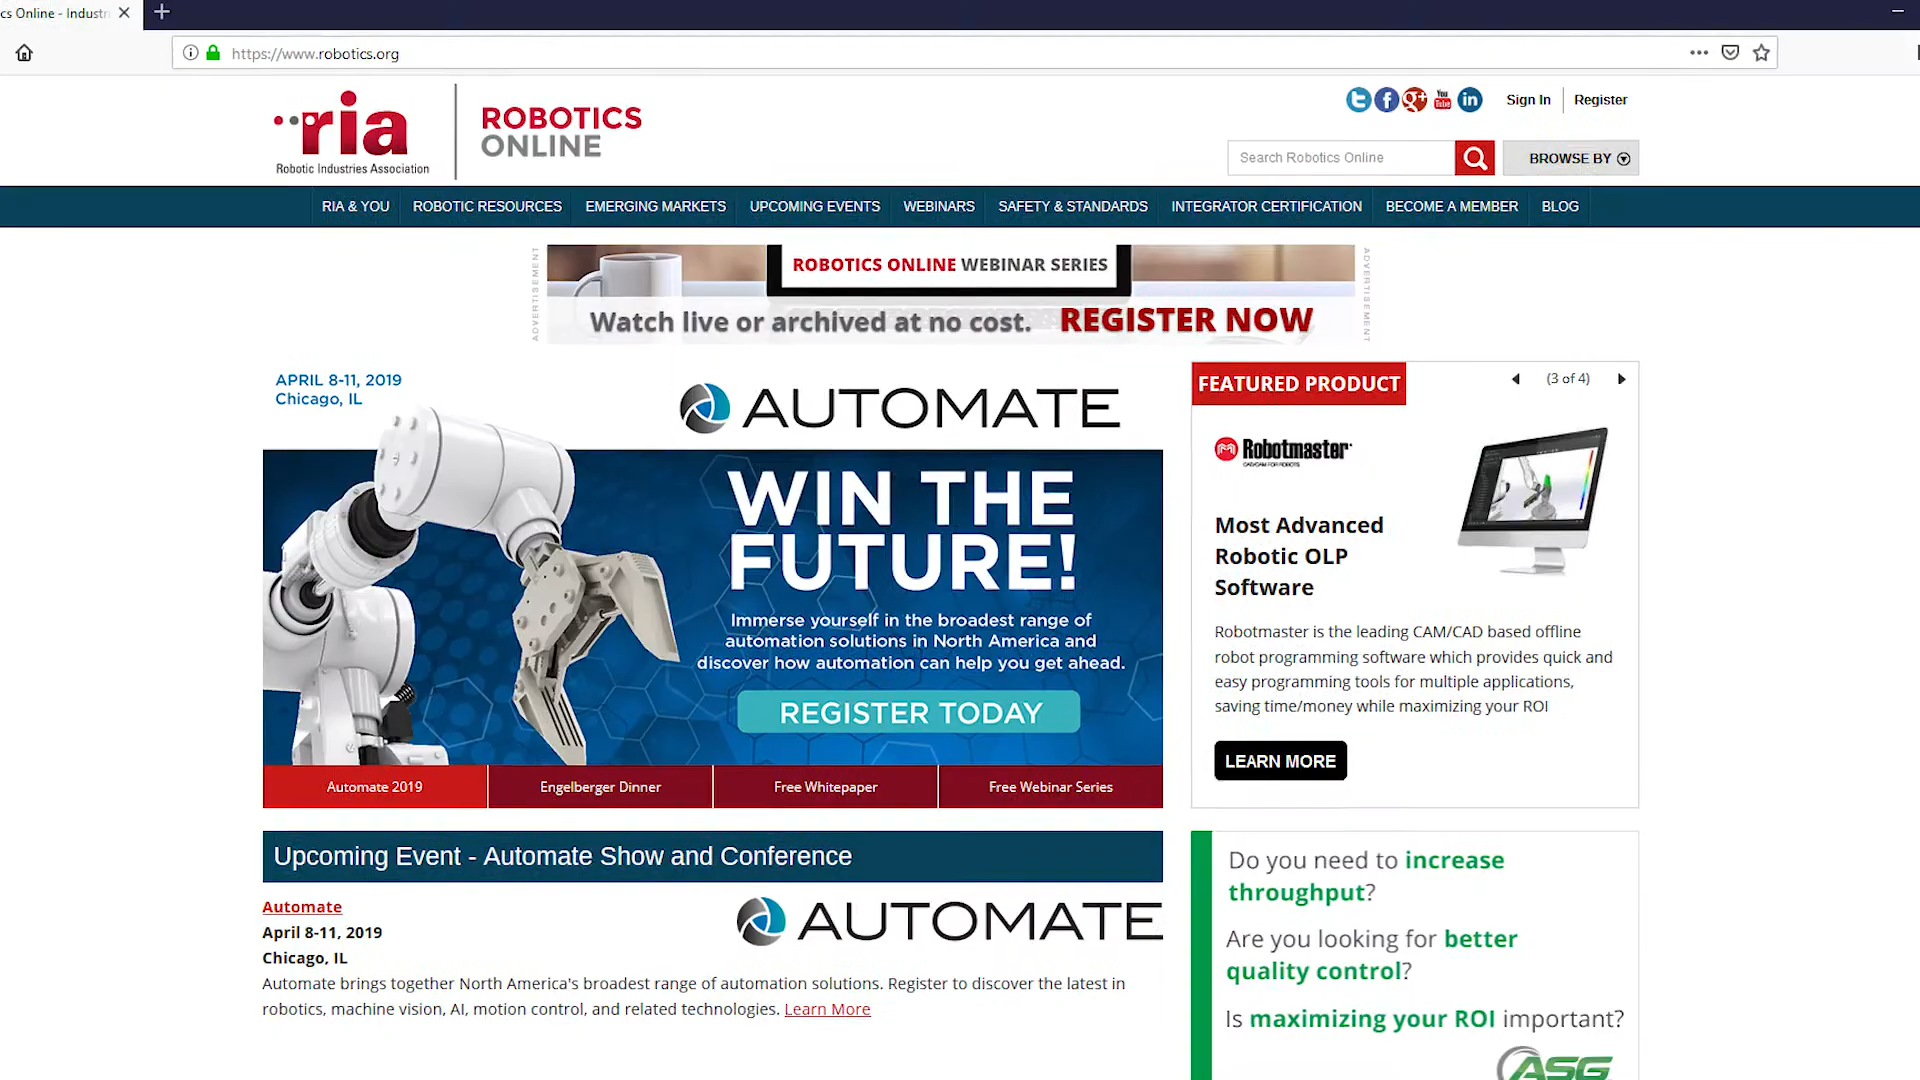 cs Online - Industr
https://www.robotics.org
ria
Robotic Industries Association
ROBOTICS
ONLINE
You
Tube
in
Sign In
Register
Search Robotics Online
BROWSE BY
RIA & YOU
ROBOTIC RESOURCES
EMERGING MARKETS
UPCOMING EVENTS
WEBINARS
SAFETY & STANDARDS
INTEGRATOR CERTIFICATION
BECOME A MEMBER
BLOG
ADVERTISEMENT
ROBOTICS ONLINE WEBINAR SERIES
Watch live or archived at no cost. REGISTER NOW
ADVERTISEMENT
APRIL 8-11, 2019
Chicago, IL
AUTOMATE
WIN THE
FUTURE!
Immerse yourself in the broadest range of
automation solutions in North America and
discover how automation can help you get ahead.
REGISTER TODAY
Automate 2019
Engelberger Dinner
Free Whitepaper
Free Webinar Series
FEATURED PRODUCT
(3 of 4)
Robotmaster
CAD/CAM FOR ROBOTS
Most Advanced
Robotic OLP
Software
Robotmaster is the leading CAM/CAD based offline
robot programming software which provides quick and
easy programming tools for multiple applications,
saving time/money while maximizing your ROI
LEARN MORE
Upcoming Event - Automate Show and Conference
Automate
April 8-11, 2019
Chicago, IL
AUTOMATE
Automate brings together North America's broadest range of automation solutions. Register to discover the latest in
robotics, machine vision, AI, motion control, and related technologies. Learn More
Do you need to increase
throughput?
Are you looking for better
quality control?
Is maximizing your ROI important?
ASG